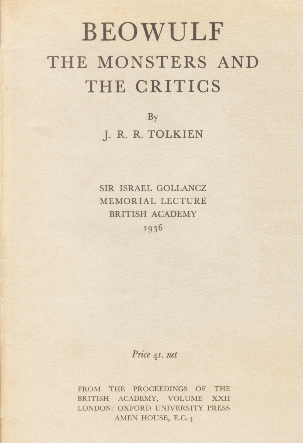 BEOWULF
THE MONSTERS AND
THE CRITICS
By
J. R. R. TOLKIEN
SIR ISRAEL GOLLANCZ
MEMORIAL LECTURE
BRITISH ACADEMY
1936
Price 4s. net
FROM THE PROCEEDINGS OF THE
BRITISH ACADEMY, VOLUME XXII
LONDON: OXFORD UNIVERSITY PRESS
AMEN HOUSE, E.C. 4